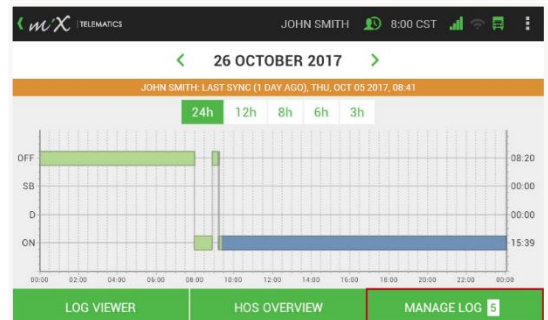 miX TELEMATICS JOHN SMITH 8:00 CST
26 OCTOBER 2017
JOHN SMITH: LAST SYNC (1 DAY AGO), THU, OCT 05 2017, 08:41
24h 12h 8h 6h 3h
OFF 08:20
SB 00:00
D 00:00
ON 15:39
00:00 02:00 04:00 06:00 08:00 10:00 12:00 14:00 16:00 18:00 20:00 22:00 00:00
LOG VIEWER HOS OVERVIEW MANAGE LOG 5